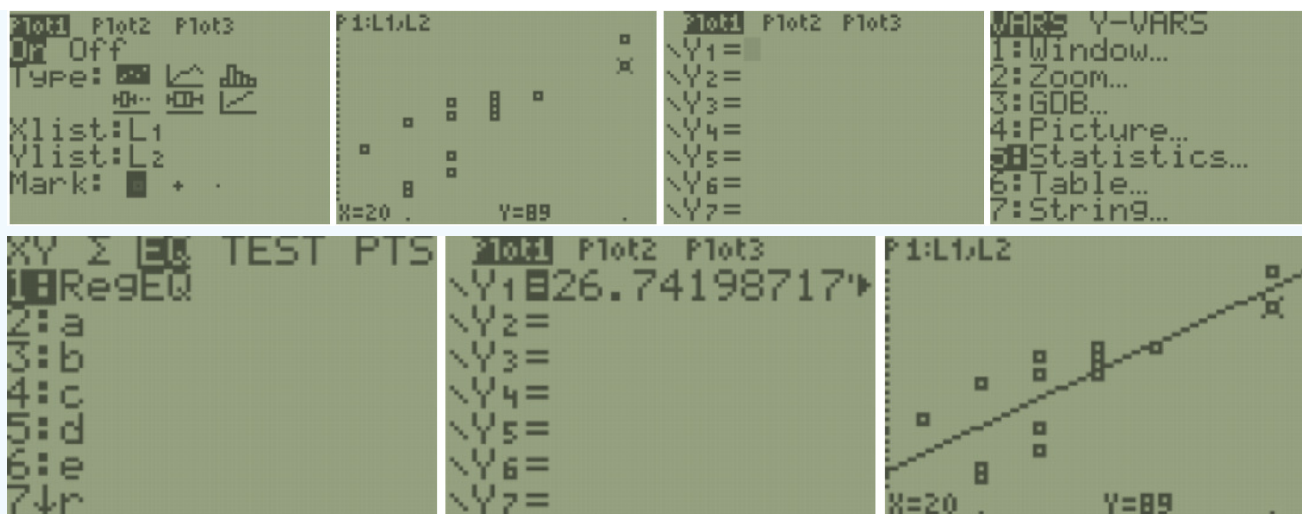 Plot1 Plot2 Plot3
On Off
Type:
Xlist:L1
Ylist:L2
Mark:
P1:L1,L2
X=20 Y=89
Plot1 Plot2 Plot3
\Y1=
\Y2=
\Y3=
\Y4=
\Y5=
\Y6=
\Y7=
VARS Y-VARS
1:Window…
2:Zoom…
3:GDB…
4:Picture…
5:Statistics…
6:Table…
7:String…
XY Σ EQ TEST PTS
1:RegEQ
2:a
3:b
4:c
5:d
6:e
7↓r
Plot1 Plot2 Plot3
\Y1=26.74198717
\Y2=
\Y3=
\Y4=
\Y5=
\Y6=
\Y7=
P1:L1,L2
X=20 Y=89